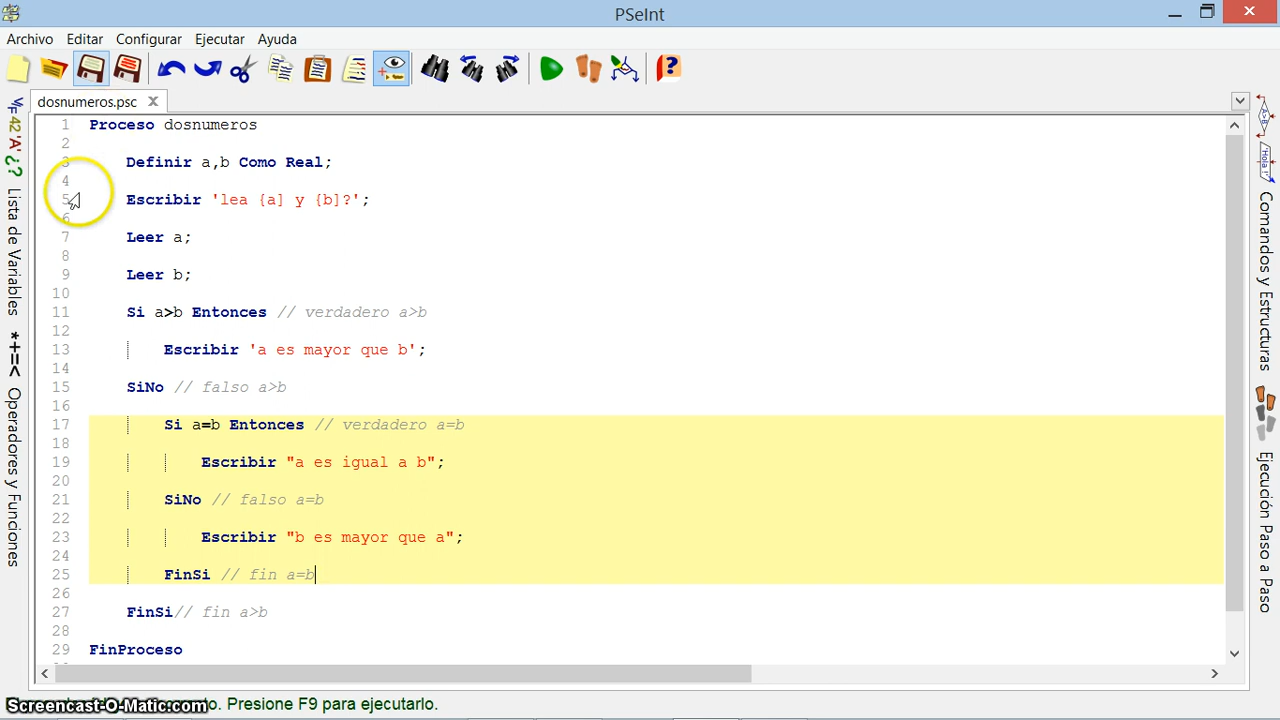 PSeInt
Archivo Editar Configurar Ejecutar Ayuda
dosnumeros.psc
1 Proceso dosnumeros
2
3 Definir a,b Como Real;
4
5 Escribir 'lea {a] y {b]?';
6
7 Leer a;
8
9 Leer b;
10
11 Si a>b Entonces // verdadero a>b
12
13 Escribir 'a es mayor que b';
14
15 SiNo // falso a>b
16
17 Si a=b Entonces // verdadero a=b
18
19 Escribir "a es igual a b";
20
21 SiNo // falso a=b
22
23 Escribir "b es mayor que a";
24
25 FinSi // fin a=b
26
27 FinSi// fin a>b
28
29 FinProceso
Lista de Variables
*+=< Operadores y Funciones
Comandos y Estructuras
Ejecución Paso a Paso
Presione F9 para ejecutarlo.
Screencast-O-Matic.com